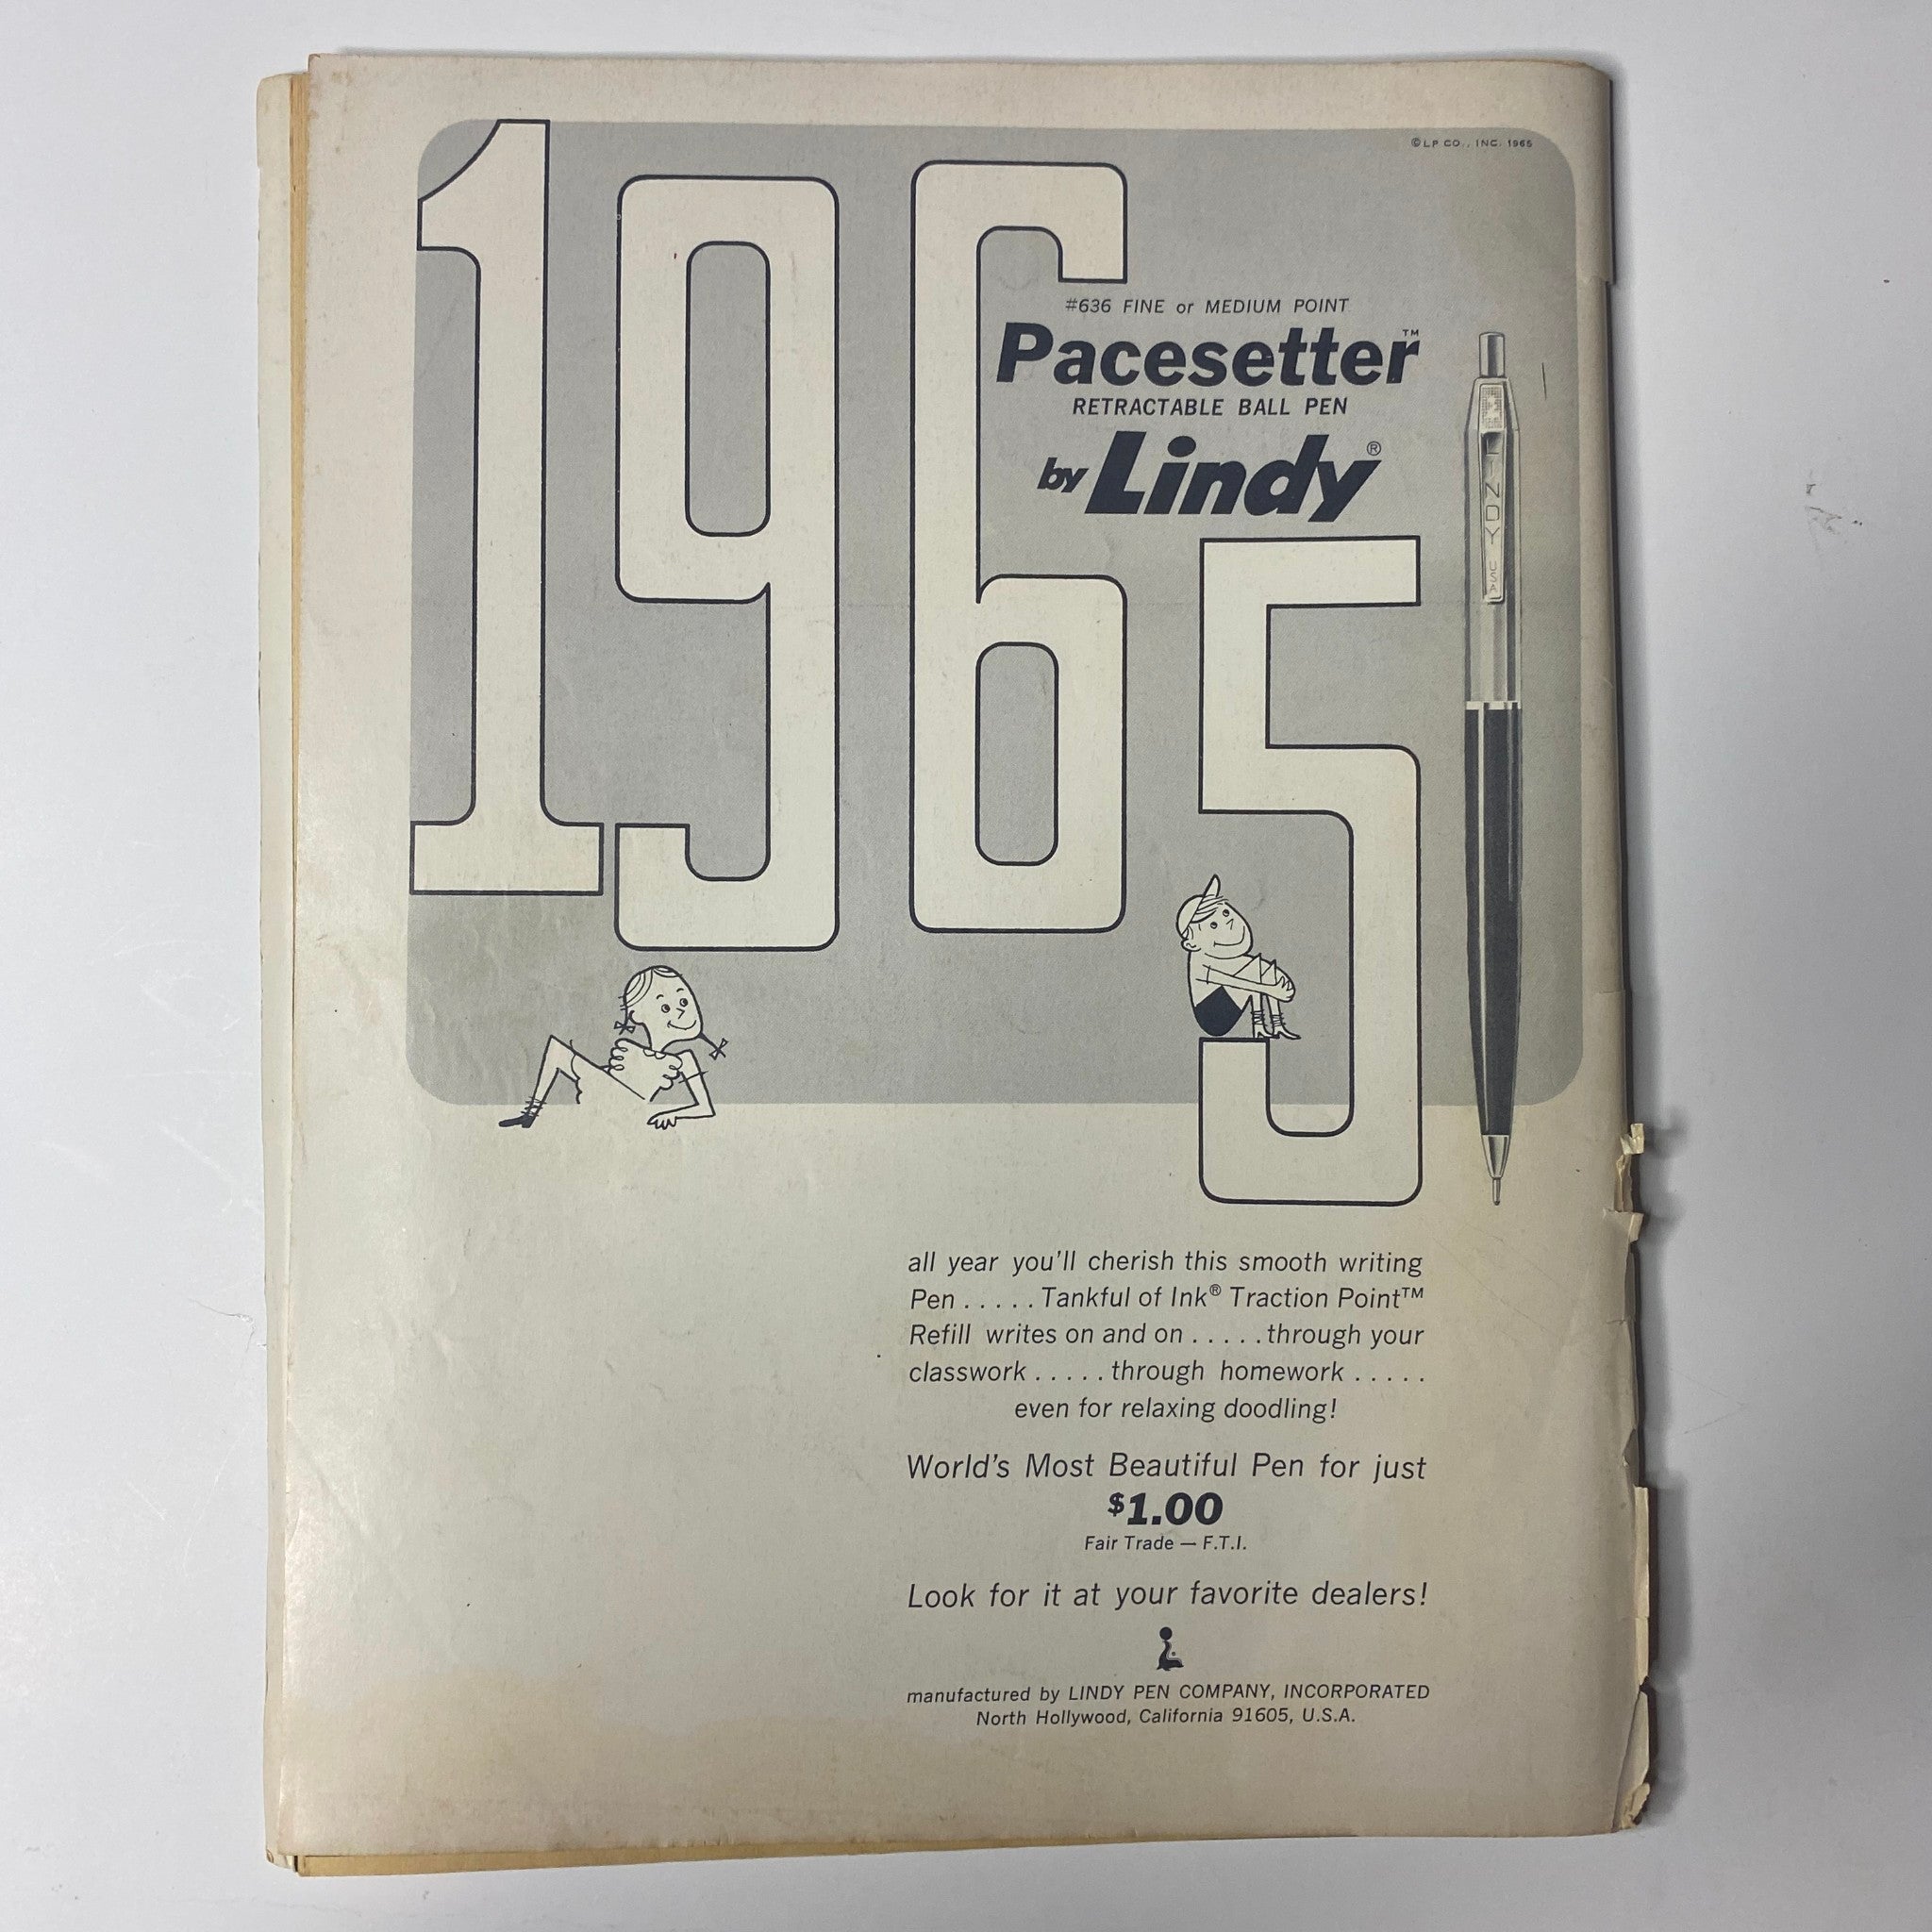 ©LP CO., INC. 1965
1965
#636 FINE or MEDIUM POINT
Pacesetter™
RETRACTABLE BALL PEN
by Lindy®
LINDY USA
all year you'll cherish this smooth writing
Pen ..... Tankful of Ink® Traction Point™
Refill writes on and on ..... through your
classwork ..... through homework .....
even for relaxing doodling!
World's Most Beautiful Pen for just
$1.00
Fair Trade — F.T.I.
Look for it at your favorite dealers!
manufactured by LINDY PEN COMPANY, INCORPORATED
North Hollywood, California 91605, U.S.A.